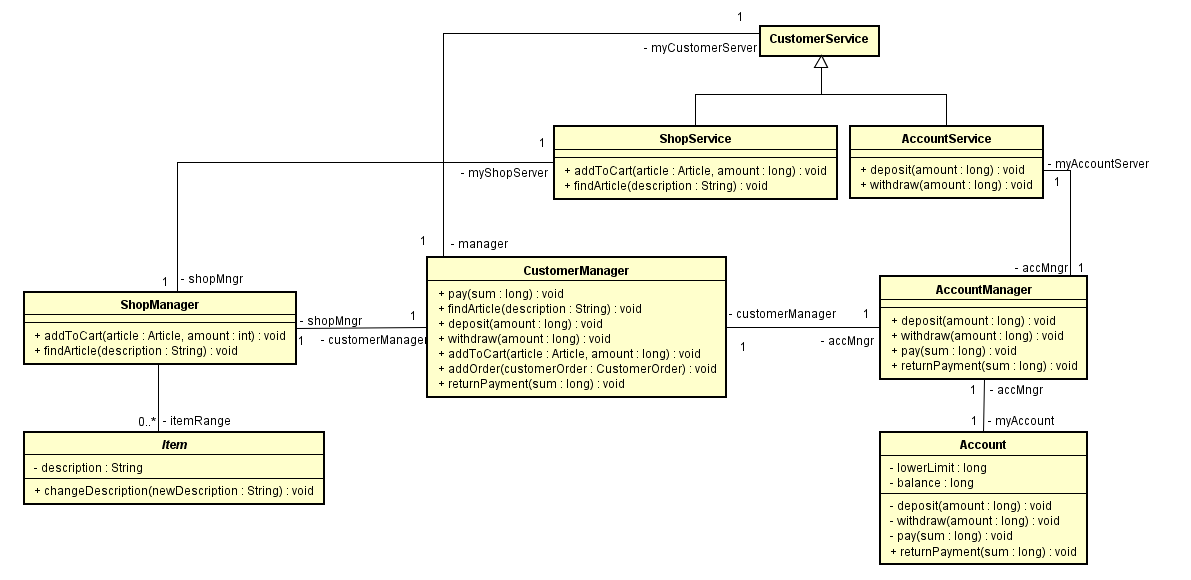 1
CustomerService
- myCustomerServer
ShopService
+ addToCart(article : Article, amount : long) : void
+ findArticle(description : String) : void
1
- myShopServer
AccountService
+ deposit(amount : long) : void
+ withdraw(amount : long) : void
- myAccountServer
1
1
- manager
1
- shopMngr
- accMngr
1
ShopManager
+ addToCart(article : Article, amount : int) : void
+ findArticle(description : String) : void
- shopMngr
1
1
- customerManager
CustomerManager
+ pay(sum : long) : void
+ findArticle(description : String) : void
+ deposit(amount : long) : void
+ withdraw(amount : long) : void
+ addToCart(article : Article, amount : long) : void
+ addOrder(customerOrder : CustomerOrder) : void
+ returnPayment(sum : long) : void
- customerManager
1
1
- accMngr
AccountManager
+ deposit(amount : long) : void
+ withdraw(amount : long) : void
+ pay(sum : long) : void
+ returnPayment(sum : long) : void
1
- accMngr
0..*
- itemRange
1
- myAccount
Item
- description : String
+ changeDescription(newDescription : String) : void
Account
- lowerLimit : long
- balance : long
- deposit(amount : long) : void
- withdraw(amount : long) : void
- pay(sum : long) : void
+ returnPayment(sum : long) : void